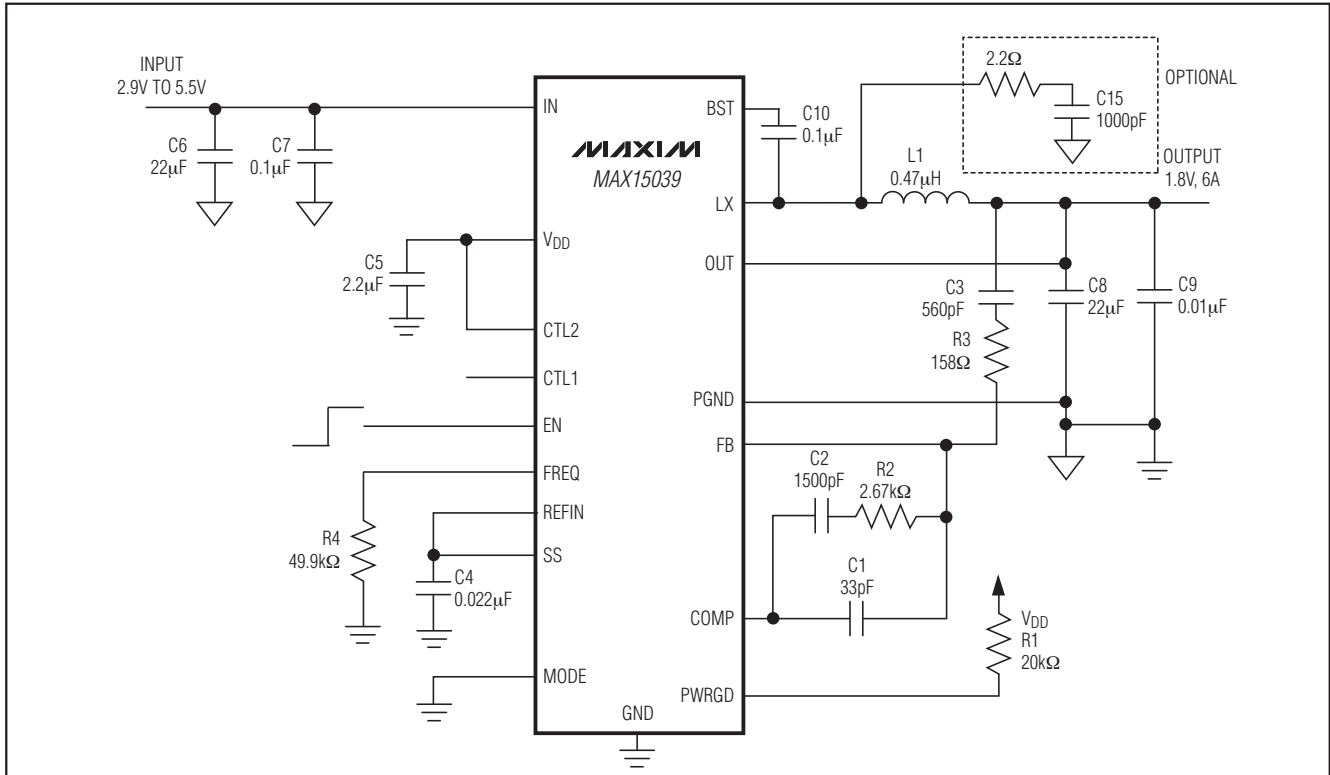 INPUT
2.9V TO 5.5V
C6
22µF
C7
0.1µF
IN
BST
C10
0.1µF
2.2Ω
C15
1000pF
OPTIONAL
MAXIM
MAX15039
L1
0.47µH
OUTPUT
1.8V, 6A
LX
VDD
C5
2.2µF
OUT
C3
560pF
C8
22µF
C9
0.01µF
CTL2
R3
158Ω
CTL1
PGND
EN
FB
FREQ
C2
1500pF
R2
2.67kΩ
REFIN
R4
49.9kΩ
SS
C4
0.022µF
C1
33pF
COMP
VDD
R1
20kΩ
MODE
PWRGD
GND